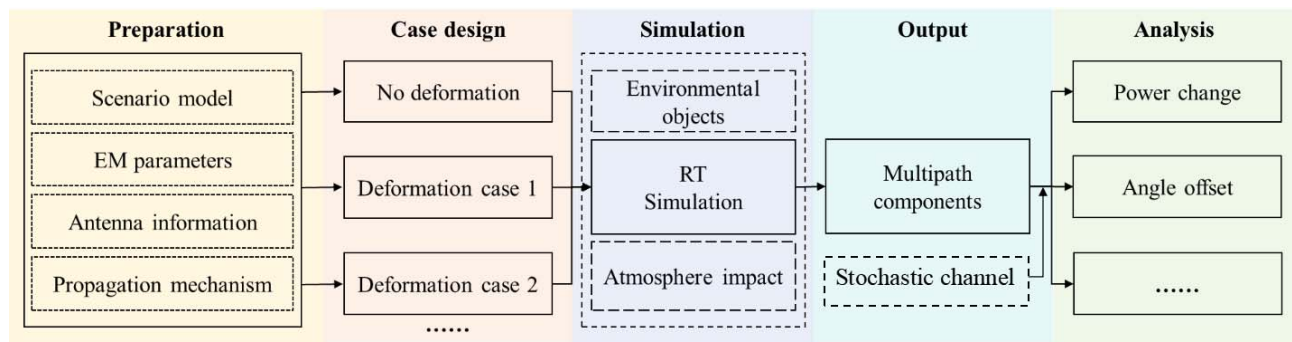 Preparation
Scenario model
EM parameters
Antenna information
Propagation mechanism
Case design
No deformation
Deformation case 1
Deformation case 2
......
Simulation
Environmental
objects
RT
Simulation
Atmosphere impact
Output
Multipath
components
Stochastic channel
Analysis
Power change
Angle offset
......